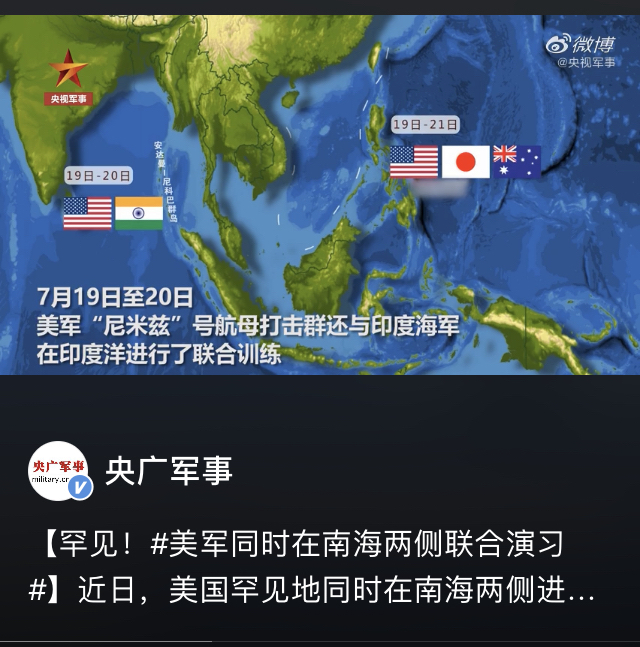 微博
@央视军事
央视军事
19日-21日
19日-20日
安达曼-尼科巴群岛
7月19日至20日
美军“尼米兹”号航母打击群还与印度海军
在印度洋进行了联合训练
央广军事
military.cn
央广军事
【罕见！#美军同时在南海两侧联合演习
#】近日，美国罕见地同时在南海两侧进...